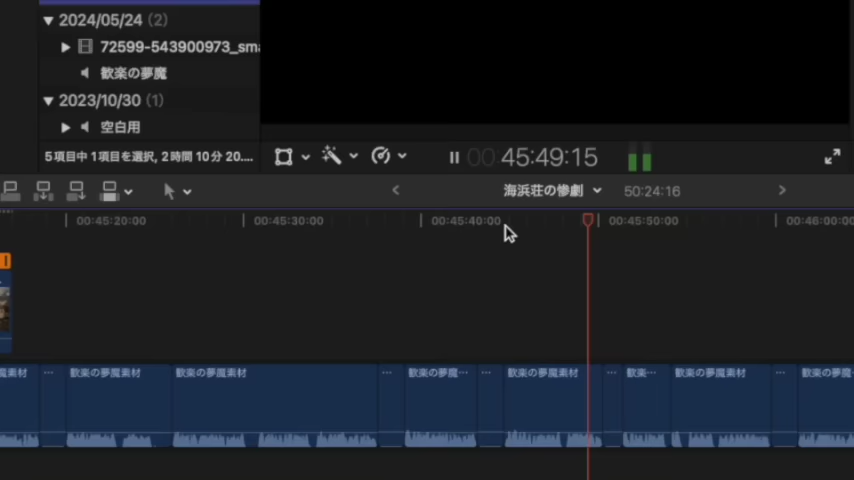 2024/05/24 (2)
72599-543900973_sma
歓楽の夢魔
2023/10/30 (1)
空白用
5項目中1項目を選択, 2時間10分20....
00:45:49:15
海浜荘の惨劇
50:24:16
00:45:20:00
00:45:30:00
00:45:40:00
00:45:50:00
00:46:00:00
魔素材
...
歓楽の夢魔素材
歓楽の夢魔素材
...
歓楽の夢魔...
...
歓楽の夢魔素材
...
歓楽...
歓楽の夢魔素材
...
歓楽の夢魔